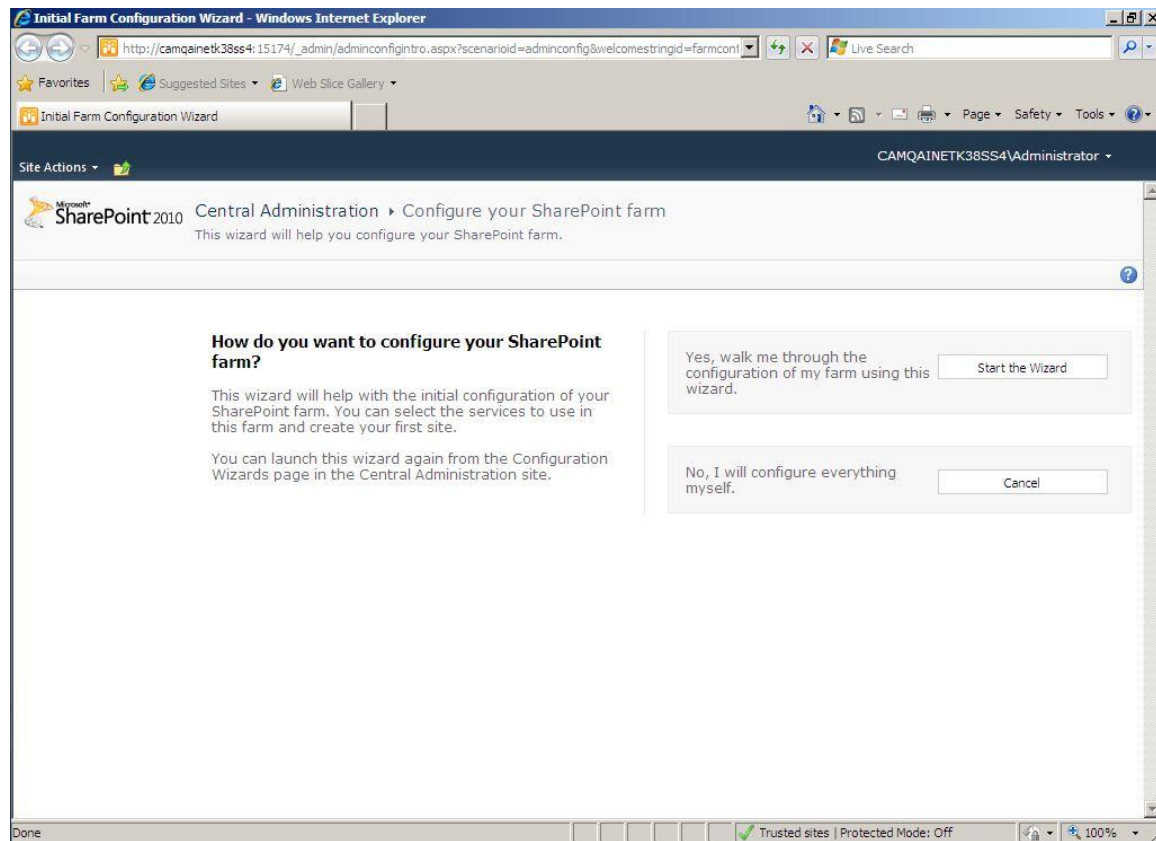 Initial Farm Configuration Wizard - Windows Internet Explorer
http://camqainetk38ss4:15174/_admin/adminconfigintro.aspx?scenarioid=adminconfig&welcomestringid=farmconf
Live Search
Favorites
Suggested Sites
Web Slice Gallery
Initial Farm Configuration Wizard
Page
Safety
Tools
CAMQAINETK38SS4\Administrator
Site Actions
Microsoft
SharePoint 2010
Central Administration
Configure your SharePoint farm
This wizard will help you configure your SharePoint farm.
How do you want to configure your SharePoint
farm?
This wizard will help with the initial configuration of your
SharePoint farm. You can select the services to use in
this farm and create your first site.
You can launch this wizard again from the Configuration
Wizards page in the Central Administration site.
Yes, walk me through the
configuration of my farm using this
wizard.
Start the Wizard
No, I will configure everything
myself.
Cancel
Done
Trusted sites | Protected Mode: Off
100%